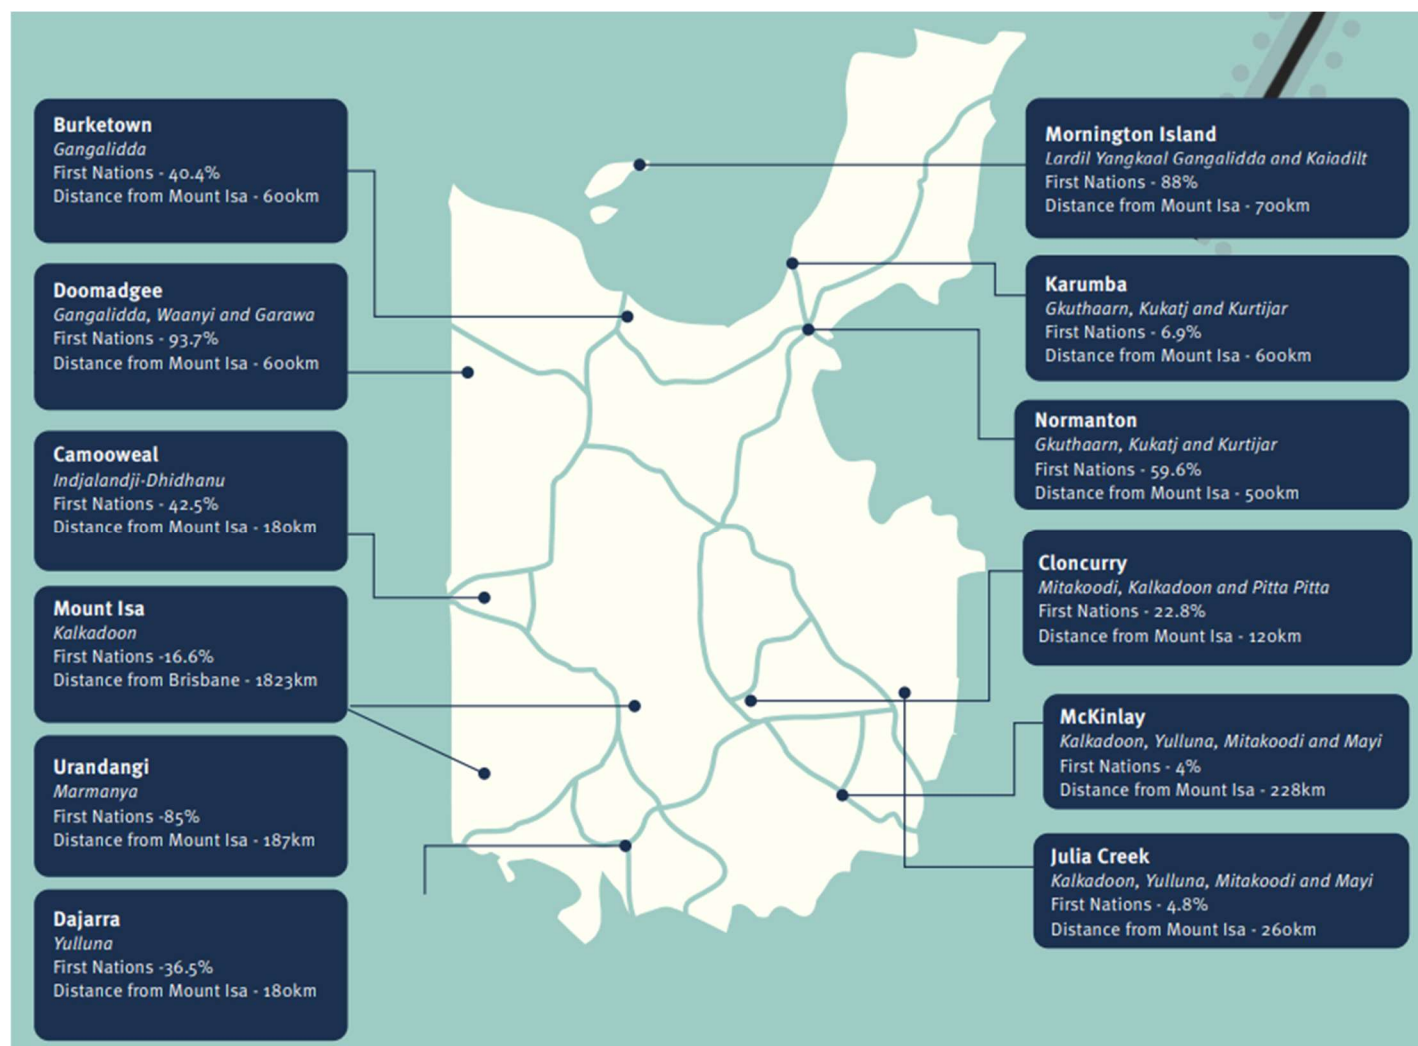 Burketown
Gangalidda
First Nations - 40.4%
Distance from Mount Isa - 600km
Doomadgee
Gangalidda, Waanyi and Garawa
First Nations - 93.7%
Distance from Mount Isa - 600km
Camooweal
Indjalandji-Dhidhanu
First Nations - 42.5%
Distance from Mount Isa - 180km
Mount Isa
Kalkadoon
First Nations -16.6%
Distance from Brisbane - 1823km
Urandangi
Marmanya
First Nations -85%
Distance from Mount Isa - 187km
Dajarra
Yulluna
First Nations -36.5%
Distance from Mount Isa - 180km
Mornington Island
Lardil Yangkaal Gangalidda and Kaiadilt
First Nations - 88%
Distance from Mount Isa - 700km
Karumba
Gkuthaarn, Kukatj and Kurtijar
First Nations - 6.9%
Distance from Mount Isa - 600km
Normanton
Gkuthaarn, Kukatj and Kurtijar
First Nations - 59.6%
Distance from Mount Isa - 500km
Cloncurry
Mitakoodi, Kalkadoon and Pitta Pitta
First Nations - 22.8%
Distance from Mount Isa - 120km
McKinlay
Kalkadoon, Yulluna, Mitakoodi and Mayi
First Nations - 4%
Distance from Mount Isa - 228km
Julia Creek
Kalkadoon, Yulluna, Mitakoodi and Mayi
First Nations - 4.8%
Distance from Mount Isa - 260km